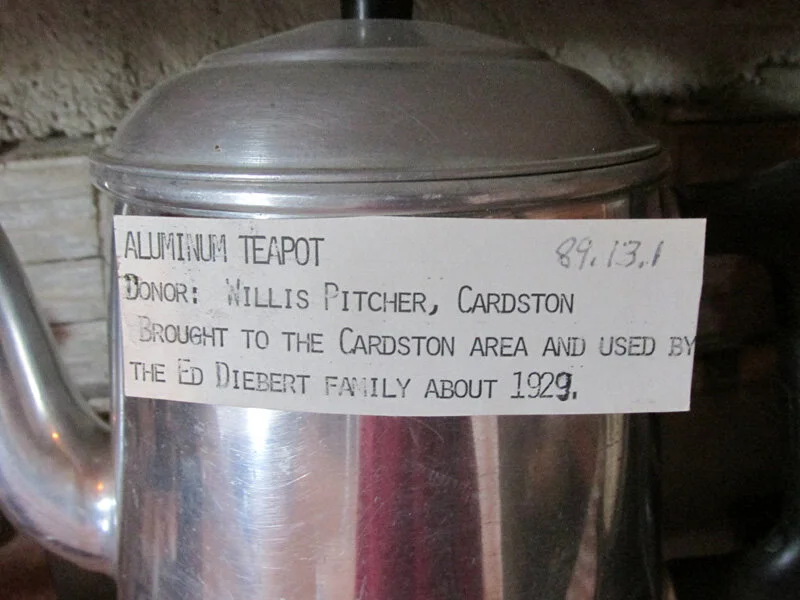 ALUMINUM TEAPOT 89.13.1
DONOR: WILLIS PITCHER, CARDSTON
BROUGHT TO THE CARDSTON AREA AND USED BY
THE ED DIEBERT FAMILY ABOUT 1929.